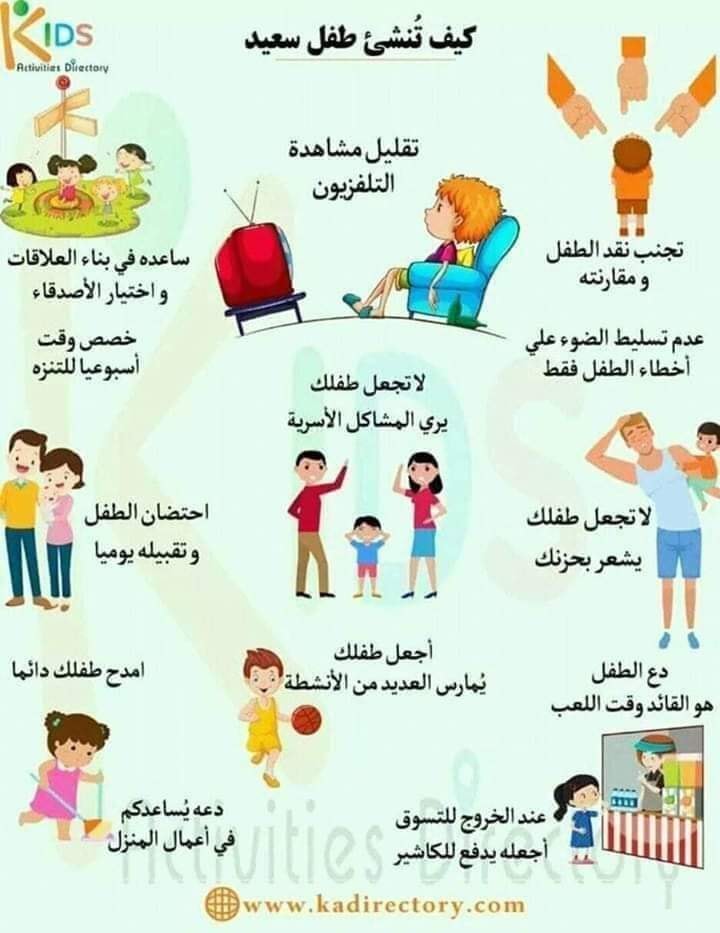 KIDS
Activities Directory
كيف تُنشئ طفل سعيد
تقليل مشاهدة
التلفزيون
تجنب نقد الطفل
و مقارنته
ساعده في بناء العلاقات
و اختيار الأصدقاء
عدم تسليط الضوء علي
أخطاء الطفل فقط
خصص وقت
أسبوعيا للتنزه
لا تجعل طفلك
يري المشاكل الأسرية
لا تجعل طفلك
يشعر بحزنك
احتضان الطفل
و تقبيله يوميا
أجعل طفلك
يُمارس العديد من الأنشطة
دع الطفل
هو القائد وقت اللعب
امدح طفلك دائما
عند الخروج للتسوق
أجعله يدفع للكاشير
دعه يُساعدكم
في أعمال المنزل
KIDS
Activities Directory
www.kadirectory.com